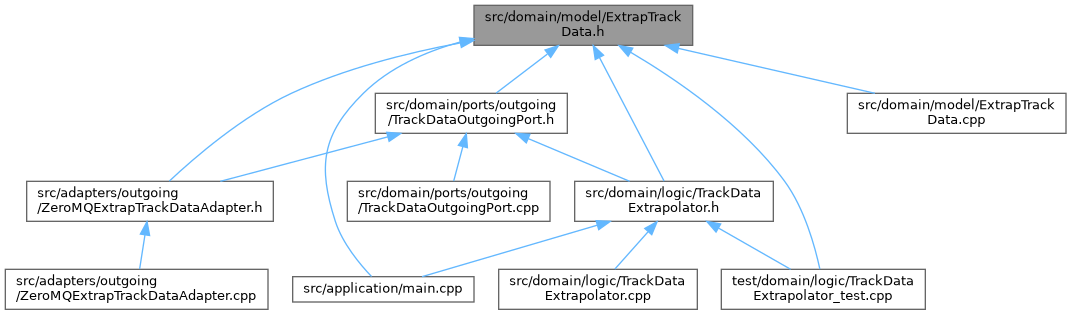 src/domain/model/ExtrapTrack
Data.h
src/domain/ports/outgoing
/TrackDataOutgoingPort.h
src/domain/model/ExtrapTrack
Data.cpp
src/adapters/outgoing
/ZeroMQExtrapTrackDataAdapter.h
src/domain/ports/outgoing
/TrackDataOutgoingPort.cpp
src/domain/logic/TrackData
Extrapolator.h
src/adapters/outgoing
/ZeroMQExtrapTrackDataAdapter.cpp
src/application/main.cpp
src/domain/logic/TrackData
Extrapolator.cpp
test/domain/logic/TrackData
Extrapolator_test.cpp